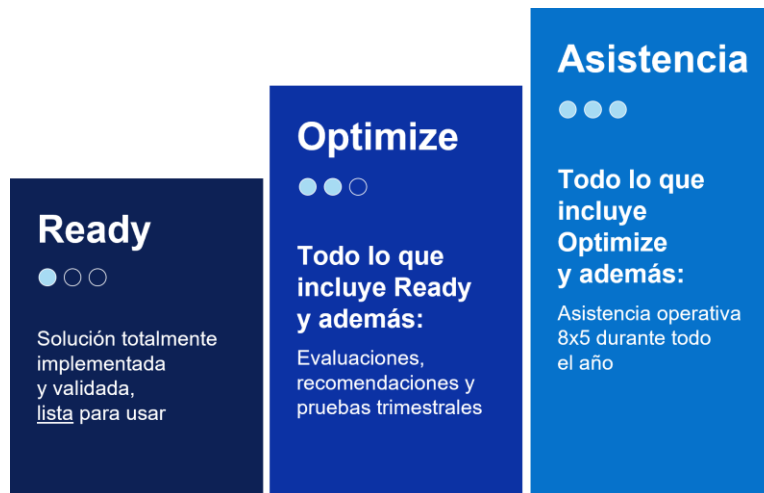 Ready
Solución totalmente
implementada
y validada,
lista para usar
Optimize
Todo lo que
incluye Ready
y además:
Evaluaciones,
recomendaciones y
pruebas trimestrales
Asistencia
Todo lo que
incluye
Optimize
y además:
Asistencia operativa
8x5 durante todo
el año